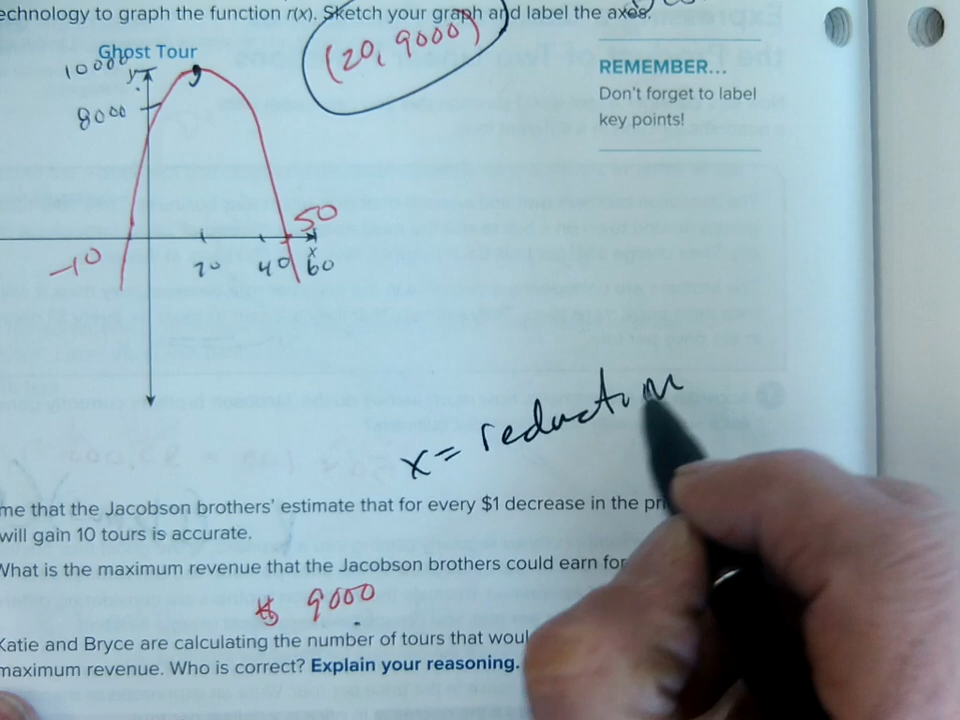 echnology to graph the function r(x). Sketch your graph and label the axes.
(20, 9000)
Ghost Tour
10000
y
8000
REMEMBER...
Don't forget to label
key points!
50
-10
20
40
x
60
x = reduction
me that the Jacobson brothers' estimate that for every $1 decrease in the pr
will gain 10 tours is accurate.
What is the maximum revenue that the Jacobson brothers could earn for
$ 9000
Katie and Bryce are calculating the number of tours that woul
maximum revenue. Who is correct? Explain your reasoning.